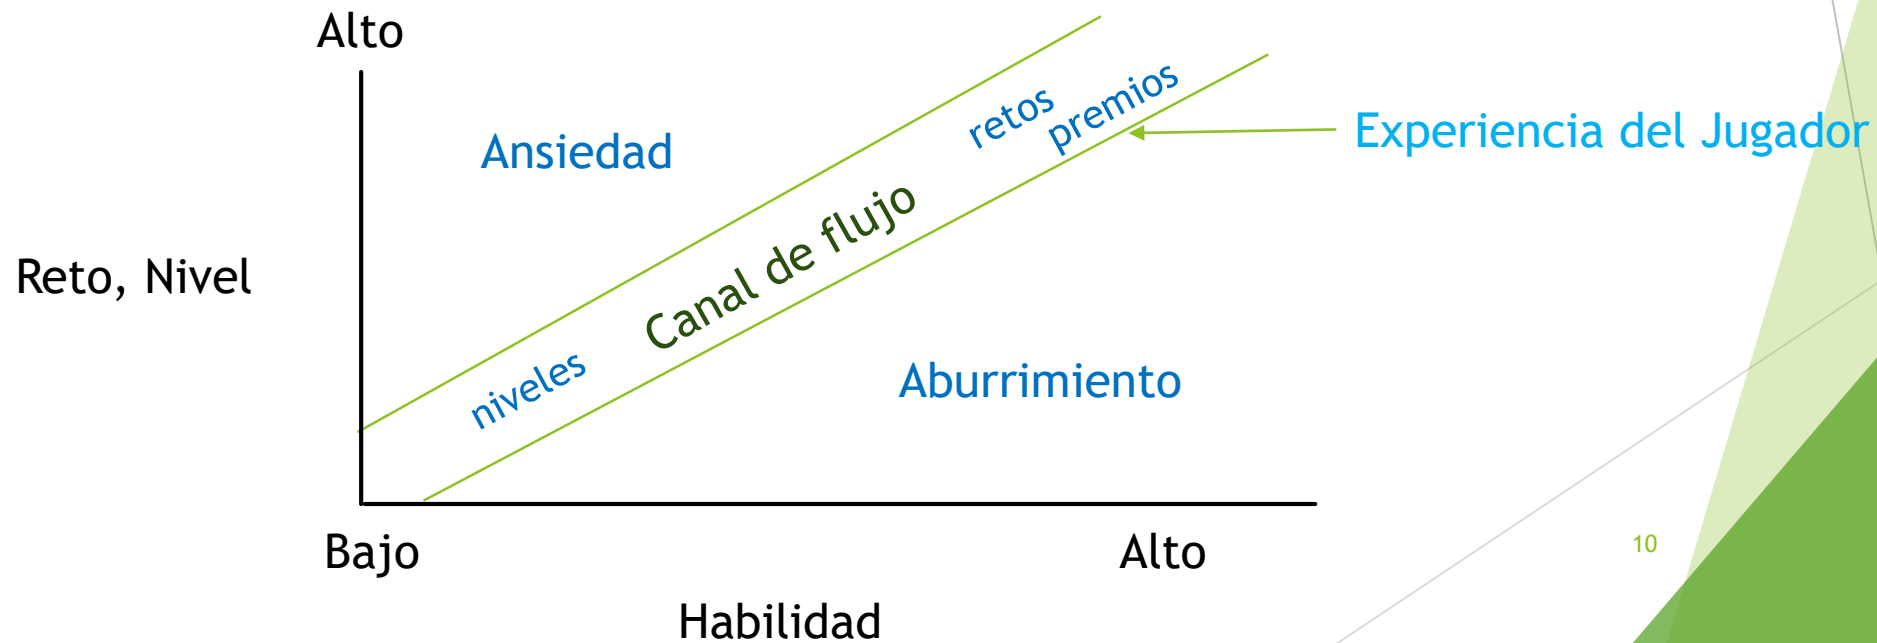 Alto
retos
premios
Experiencia del Jugador
Ansiedad
Canal de flujo
Reto, Nivel
niveles
Aburrimiento
Bajo
Alto
10
Habilidad